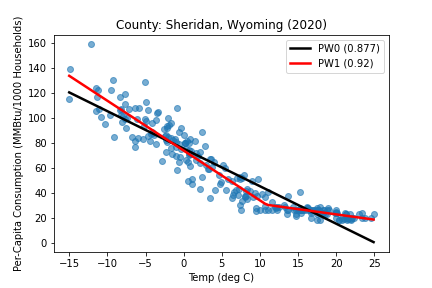 County: Sheridan, Wyoming (2020)
PW0 (0.877)
PW1 (0.92)
Per-Capita Consumption (MMBtu/1000 Households)
160
140
120
100
80
60
40
20
0
−15 −10 −5 0 5 10 15 20 25
Temp (deg C)